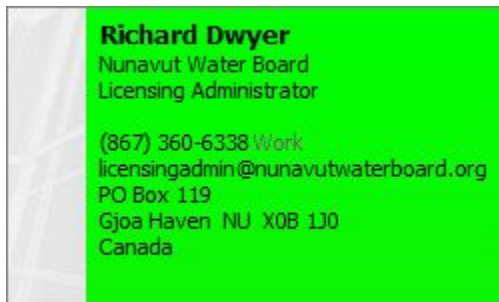 Richard Dwyer
Nunavut Water Board
Licensing Administrator
(867) 360-6338 Work
licensingadmin@nunavutwaterboard.org
PO Box 119
Gjoa Haven NU X0B 1J0
Canada